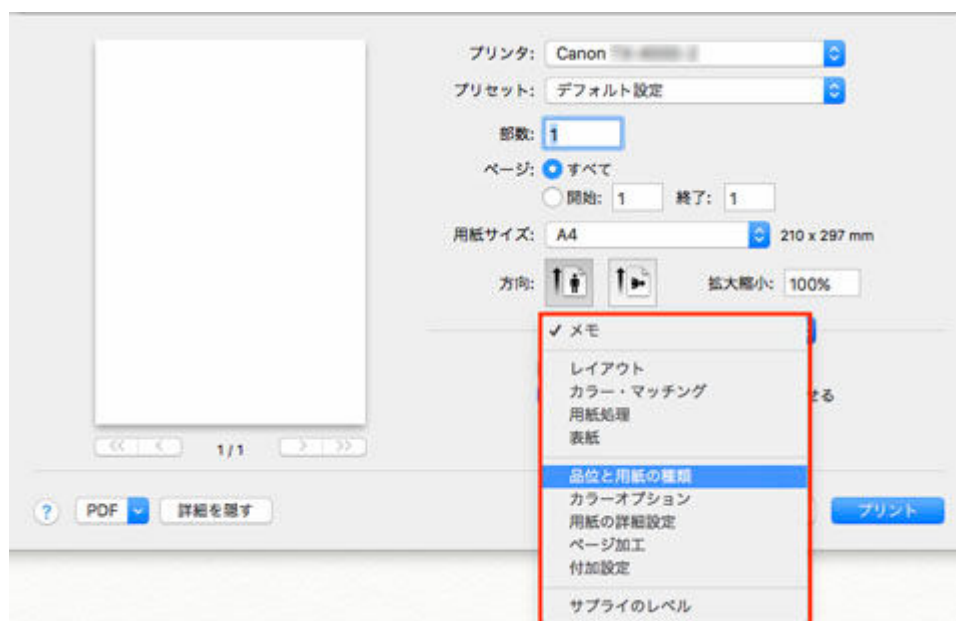 プリンタ: Canon
プリセット: デフォルト設定
部数: 1
ページ: すべて
開始: 1 終了: 1
用紙サイズ: A4 210 x 297 mm
方向: 拡大縮小: 100%
✓ メモ
レイアウト
カラー・マッチング
用紙処理
せる
表紙
1 / 1
品位と用紙の種類
カラーオプション
? PDF 詳細を隠す プリント
用紙の詳細設定
ページ加工
付加設定
サプライのレベル